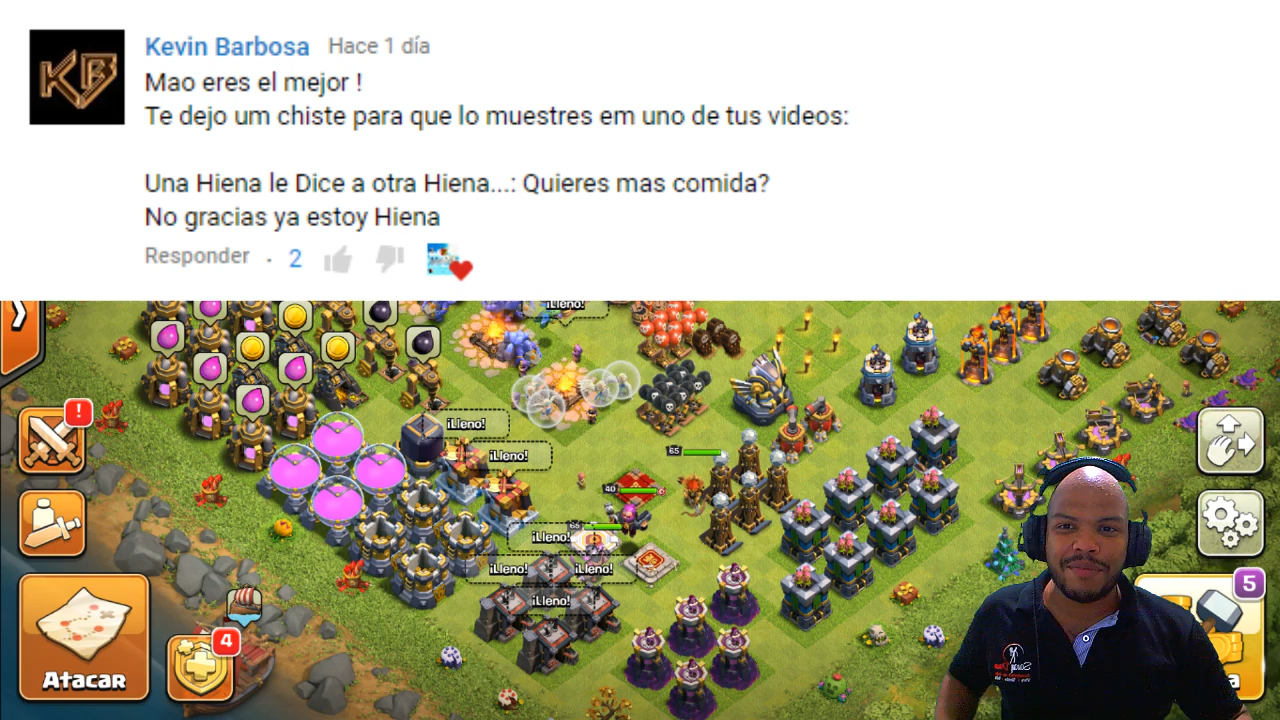 KB
Kevin Barbosa Hace 1 día
Mao eres el mejor !
Te dejo um chiste para que lo muestres em uno de tus videos:
Una Hiena le Dice a otra Hiena...: Quieres mas comida?
No gracias ya estoy Hiena
Responder . 2
¡Lleno!
¡Lleno!
¡Lleno!
65
40
65
¡Lleno!
¡Lleno! ¡Lleno!
¡Lleno!
!
5
4
Atacar